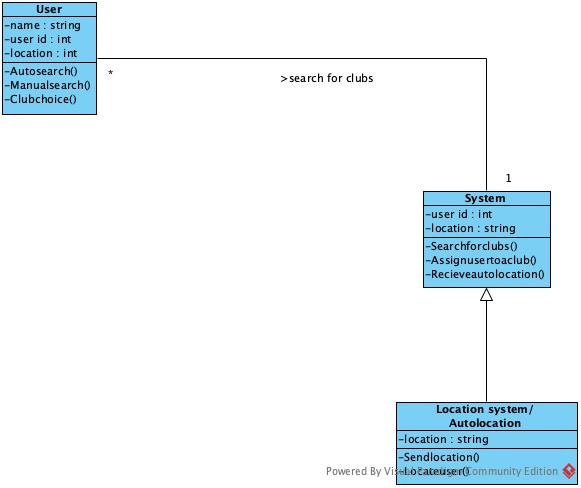 User
-name : string
-user id : int
-location : int
-Autosearch()
-Manualsearch()
-Clubchoice()
*
>search for clubs
1
System
-user id : int
-location : string
-Searchforclubs()
-Assignusertoaclub()
-Recieveautolocation()
Location system/
Autolocation
-location : string
-Sendlocation()
-Locateuser()
Powered By Visual Paradigm Community Edition